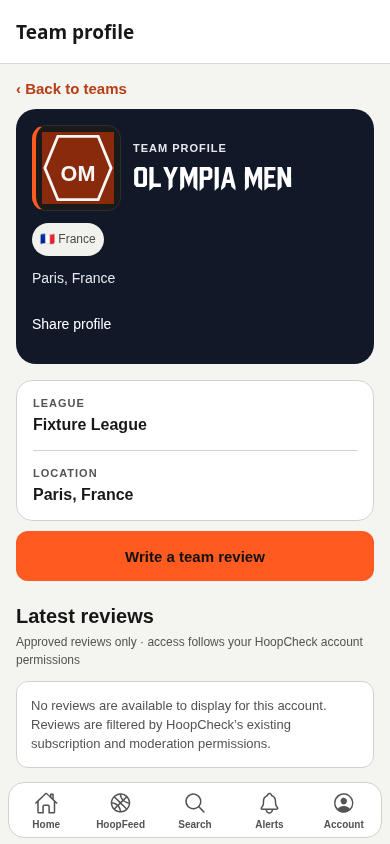 Team profile
‹ Back to teams
OM
TEAM PROFILE
OLYMPIA MEN
🇫🇷 France
Paris, France
Share profile
LEAGUE
Fixture League
LOCATION
Paris, France
Write a team review
Latest reviews
Approved reviews only · access follows your HoopCheck account
permissions
No reviews are available to display for this account.
Reviews are filtered by HoopCheck’s existing
subscription and moderation permissions.
Home HoopFeed Search Alerts Account